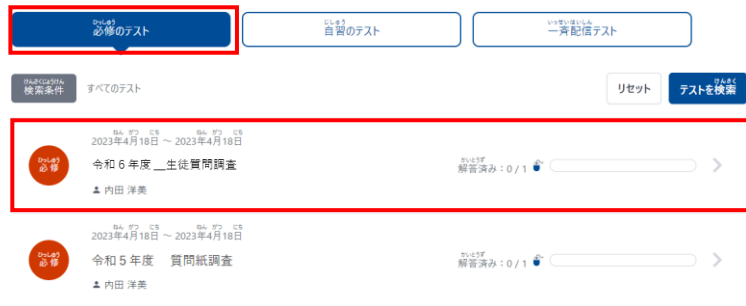 ひっしゅう
必修のテスト
じしゅう
自習のテスト
いっせいはいしん
一斉配信テスト
けんさくじょうけん
検索条件
すべてのテスト
リセット
けんさく
テストを検索
ねん がつ にち ねん がつ にち
2023年4月18日 ~ 2023年4月18日
ひっしゅう
必修
令和６年度＿生徒質問調査
かいとうず
解答済み：0 / 1
内田 洋美
ねん がつ にち ねん がつ にち
2023年4月18日 ~ 2023年4月18日
ひっしゅう
必修
令和５年度　質問紙調査
かいとうず
解答済み：0 / 1
内田 洋美